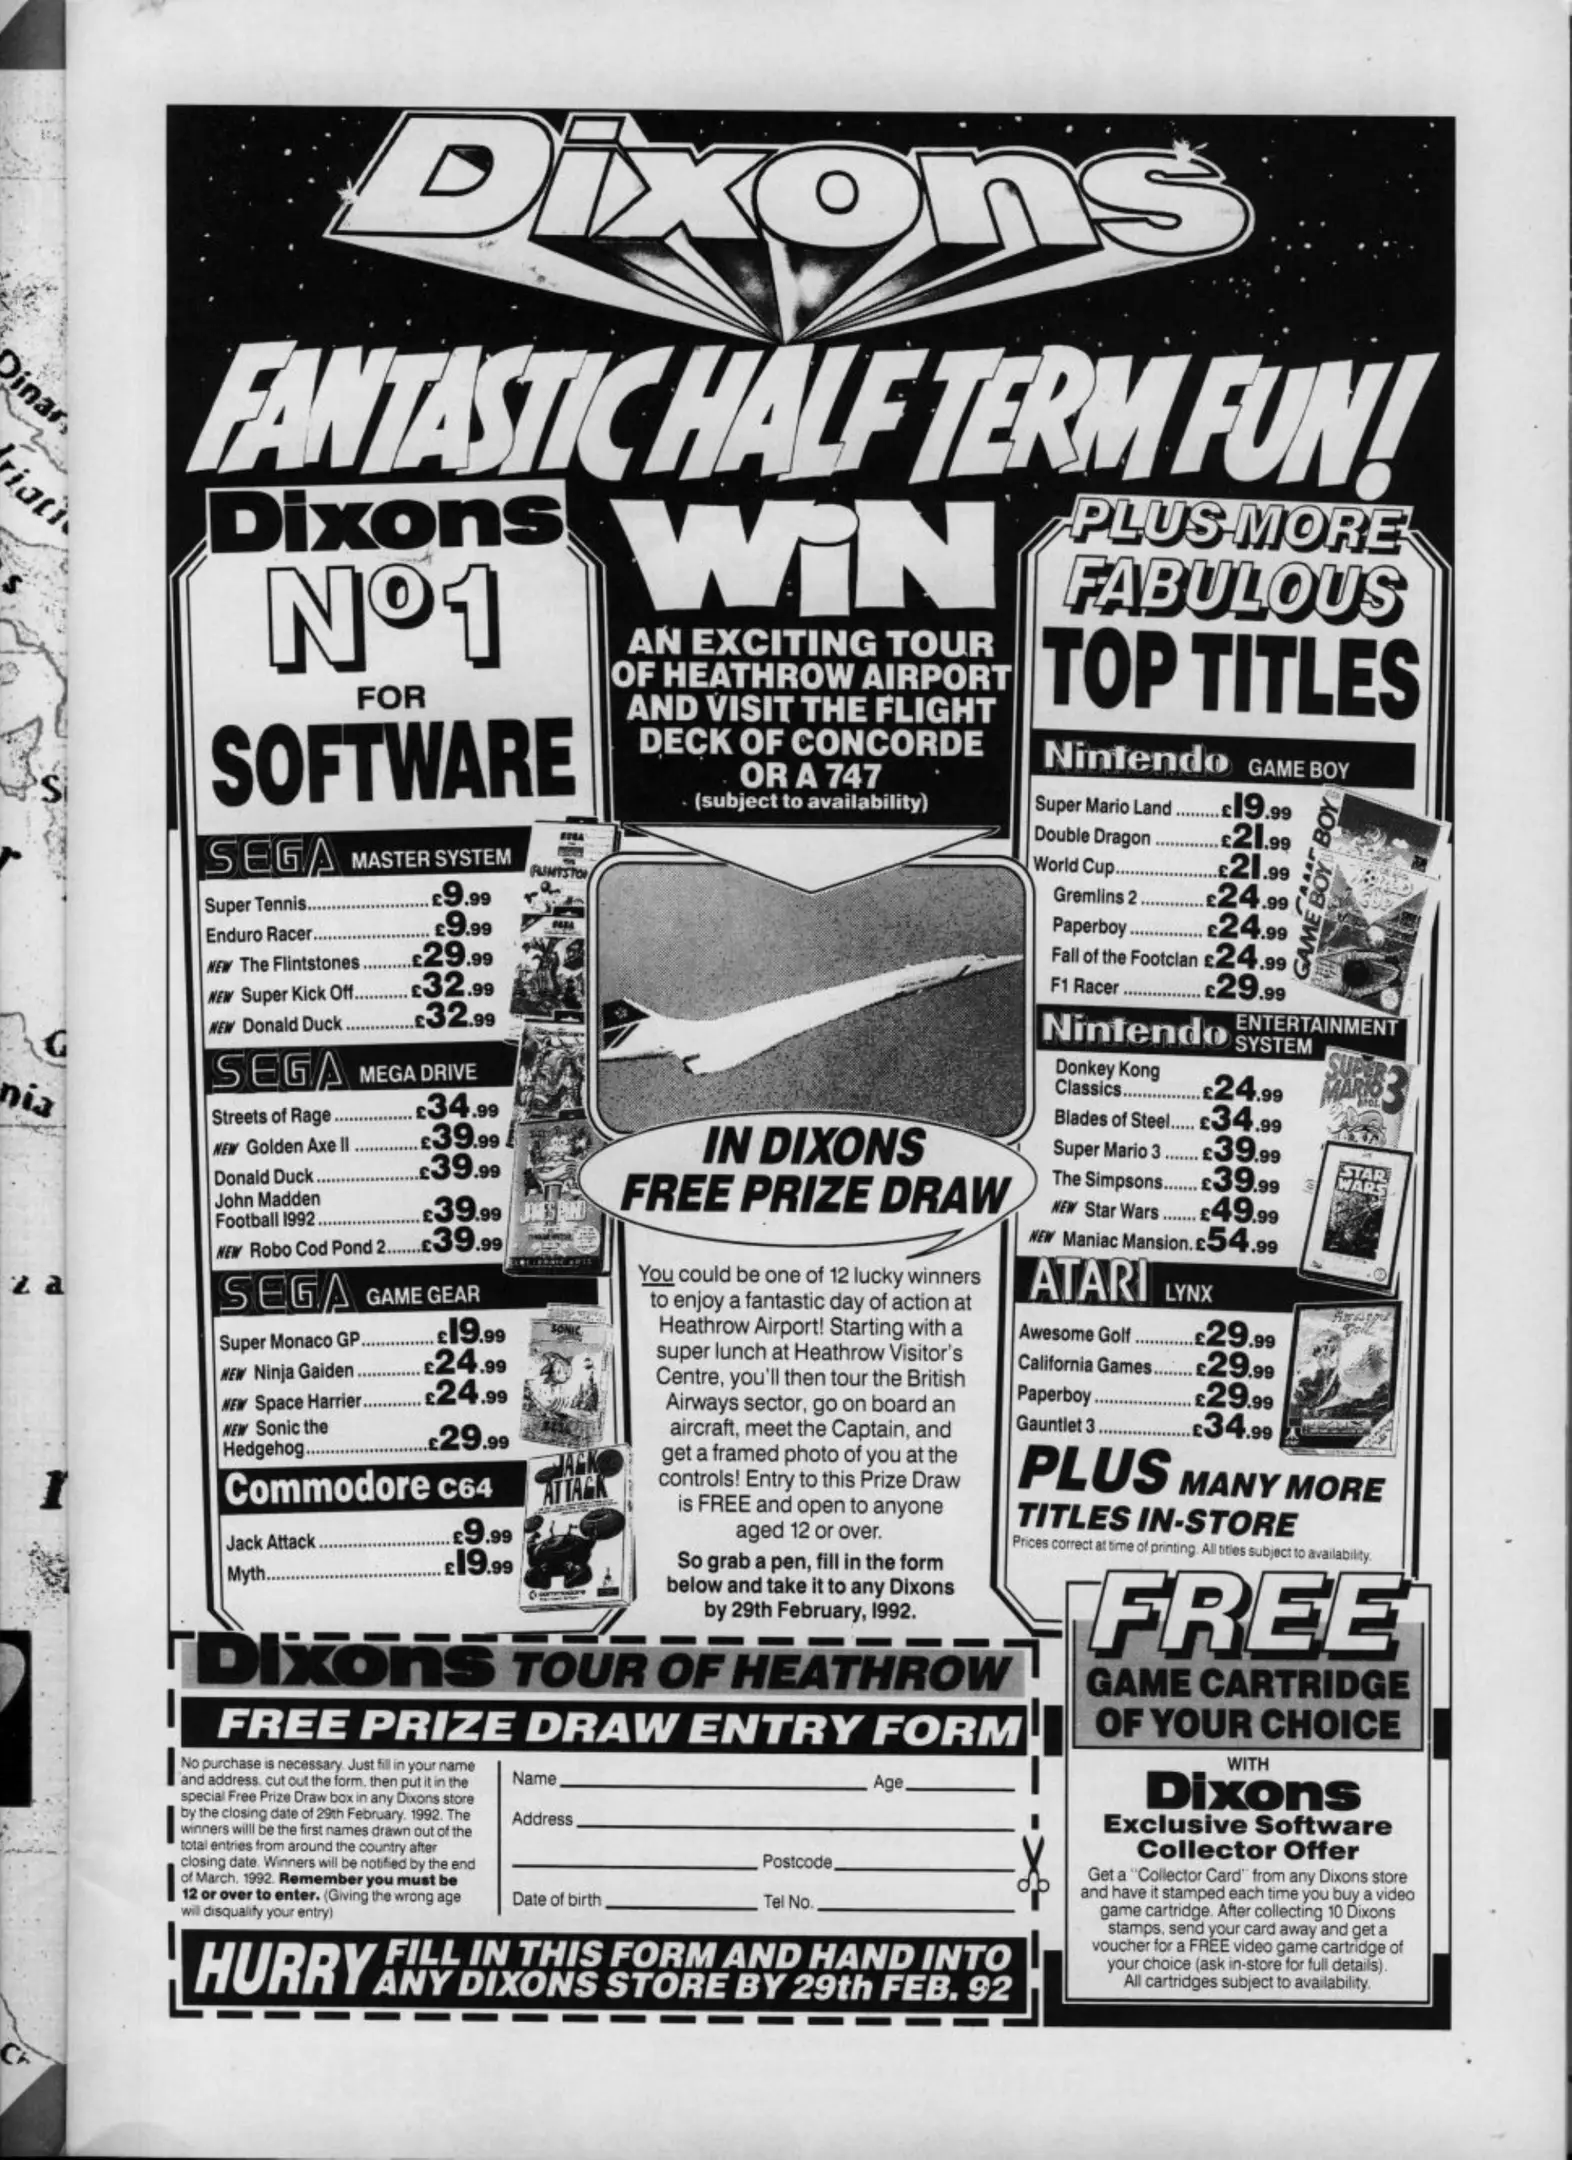 Dixons
FANTASTIC HALF TERM FUN!
Dixons
Nº1
FOR
SOFTWARE
SEGA MASTER SYSTEM
Super Tennis........................£9.99
Enduro Racer.......................£9.99
NEW The Flintstones..........£29.99
NEW Super Kick Off...........£32.99
NEW Donald Duck..............£32.99
SEGA MEGA DRIVE
Streets of Rage................£34.99
NEW Golden Axe II.............£39.99
Donald Duck.....................£39.99
John Madden
Football 1992.....................£39.99
NEW Robo Cod Pond 2.......£39.99
SEGA GAME GEAR
Super Monaco GP..............£19.99
NEW Ninja Gaiden.............£24.99
NEW Space Harrier............£24.99
NEW Sonic the
Hedgehog........................£29.99
Commodore C64
Jack Attack..........................£9.99
Myth...................................£19.99
SEGA
SONIC
JACK
ATTACK
commodore
WiN
AN EXCITING TOUR
OF HEATHROW AIRPORT
AND VISIT THE FLIGHT
DECK OF CONCORDE
OR A 747
(subject to availability)
IN DIXONS
FREE PRIZE DRAW
You could be one of 12 lucky winners
to enjoy a fantastic day of action at
Heathrow Airport! Starting with a
super lunch at Heathrow Visitor's
Centre, you'll then tour the British
Airways sector, go on board an
aircraft, meet the Captain, and
get a framed photo of you at the
controls! Entry to this Prize Draw
is FREE and open to anyone
aged 12 or over.
So grab a pen, fill in the form
below and take it to any Dixons
by 29th February, 1992.
PLUS MORE
FABULOUS
TOP TITLES
Nintendo GAME BOY
Super Mario Land.........£19.99
Double Dragon.............£21.99
World Cup.....................£21.99
Gremlins 2.............£24.99
Paperboy...............£24.99
Fall of the Footclan £24.99
F1 Racer................£29.99
GAME BOY
GAME BOY
Nintendo ENTERTAINMENT
SYSTEM
Donkey Kong
Classics................£24.99
Blades of Steel.....£34.99
Super Mario 3.......£39.99
The Simpsons.......£39.99
NEW Star Wars.......£49.99
NEW Maniac Mansion.£54.99
SUPER
MARIO
BROS.
3
STAR
WARS
ATARI LYNX
Awesome Golf............£29.99
California Games........£29.99
Paperboy....................£29.99
Gauntlet 3...................£34.99
PLUS MANY MORE
TITLES IN-STORE
Prices correct at time of printing. All titles subject to availability.
Dixons TOUR OF HEATHROW
FREE PRIZE DRAW ENTRY FORM
No purchase is necessary. Just fill in your name
and address, cut out the form, then put it in the
special Free Prize Draw box in any Dixons store
by the closing date of 29th February, 1992. The
winners willl be the first names drawn out of the
total entries from around the country after
closing date. Winners will be notified by the end
of March, 1992. Remember you must be
12 or over to enter. (Giving the wrong age
will disqualify your entry)
Name Age
Address
Postcode
Date of birth Tel No.
HURRY FILL IN THIS FORM AND HAND INTO
ANY DIXONS STORE BY 29th FEB. 92
FREE
GAME CARTRIDGE
OF YOUR CHOICE
WITH
Dixons
Exclusive Software
Collector Offer
Get a "Collector Card" from any Dixons store
and have it stamped each time you buy a video
game cartridge. After collecting 10 Dixons
stamps, send your card away and get a
voucher for a FREE video game cartridge of
your choice (ask in-store for full details).
All cartridges subject to availability.